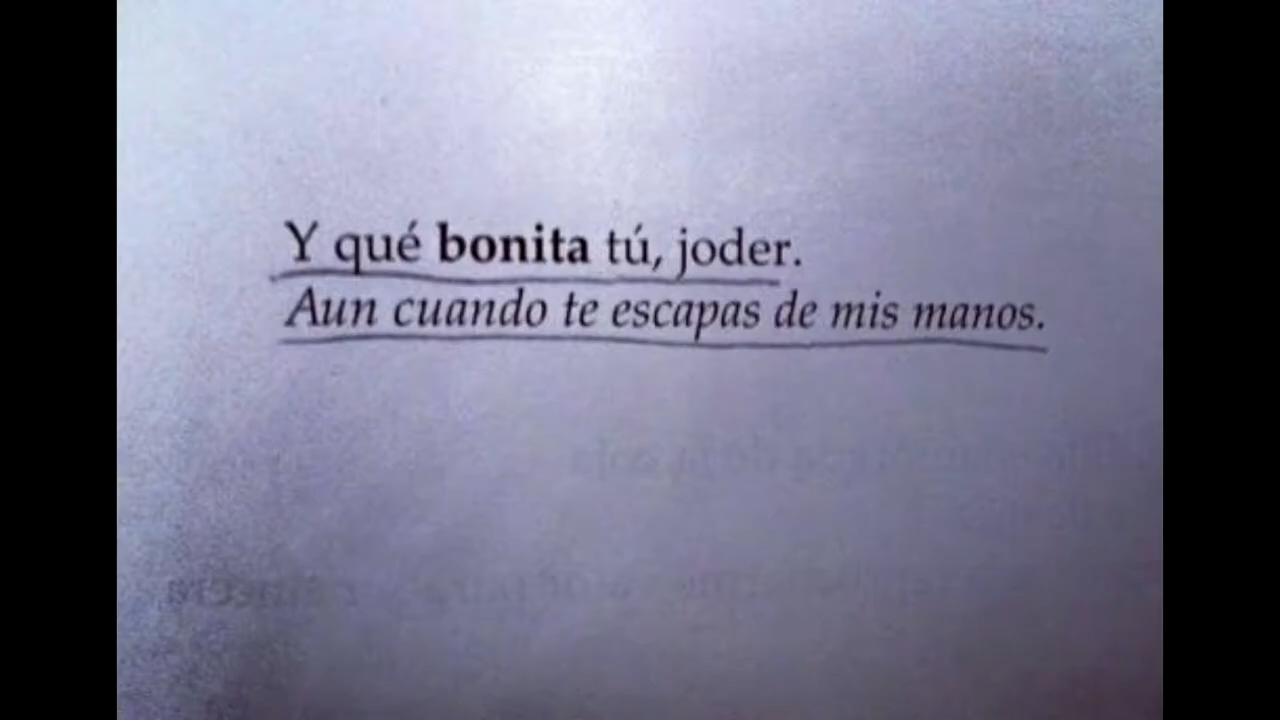 Y qué bonita tú, joder.
Aun cuando te escapas de mis manos.